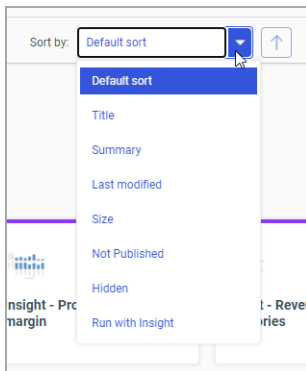 Sort by: Default sort
Default sort
Title
Summary
Last modified
Size
Not Published
Hidden
Run with Insight
nsight - Pro
margin
t - Reve
ries